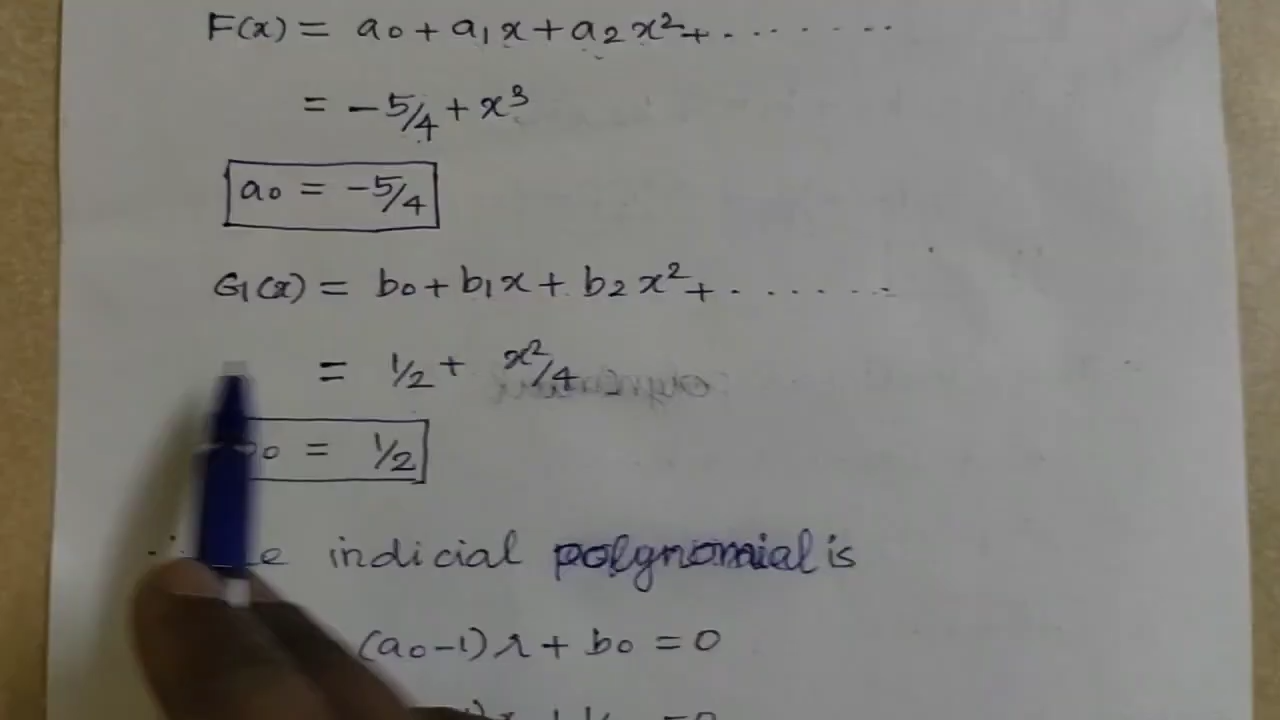 F(x) = a0 + a1x + a2x² + .......
= -5/4 + x³
a0 = -5/4
G(x) = b0 + b1x + b2x² + .......
= 1/2 + x²/4
0 = 1/2
indicial polynomial is
(a0-1)r + b0 = 0